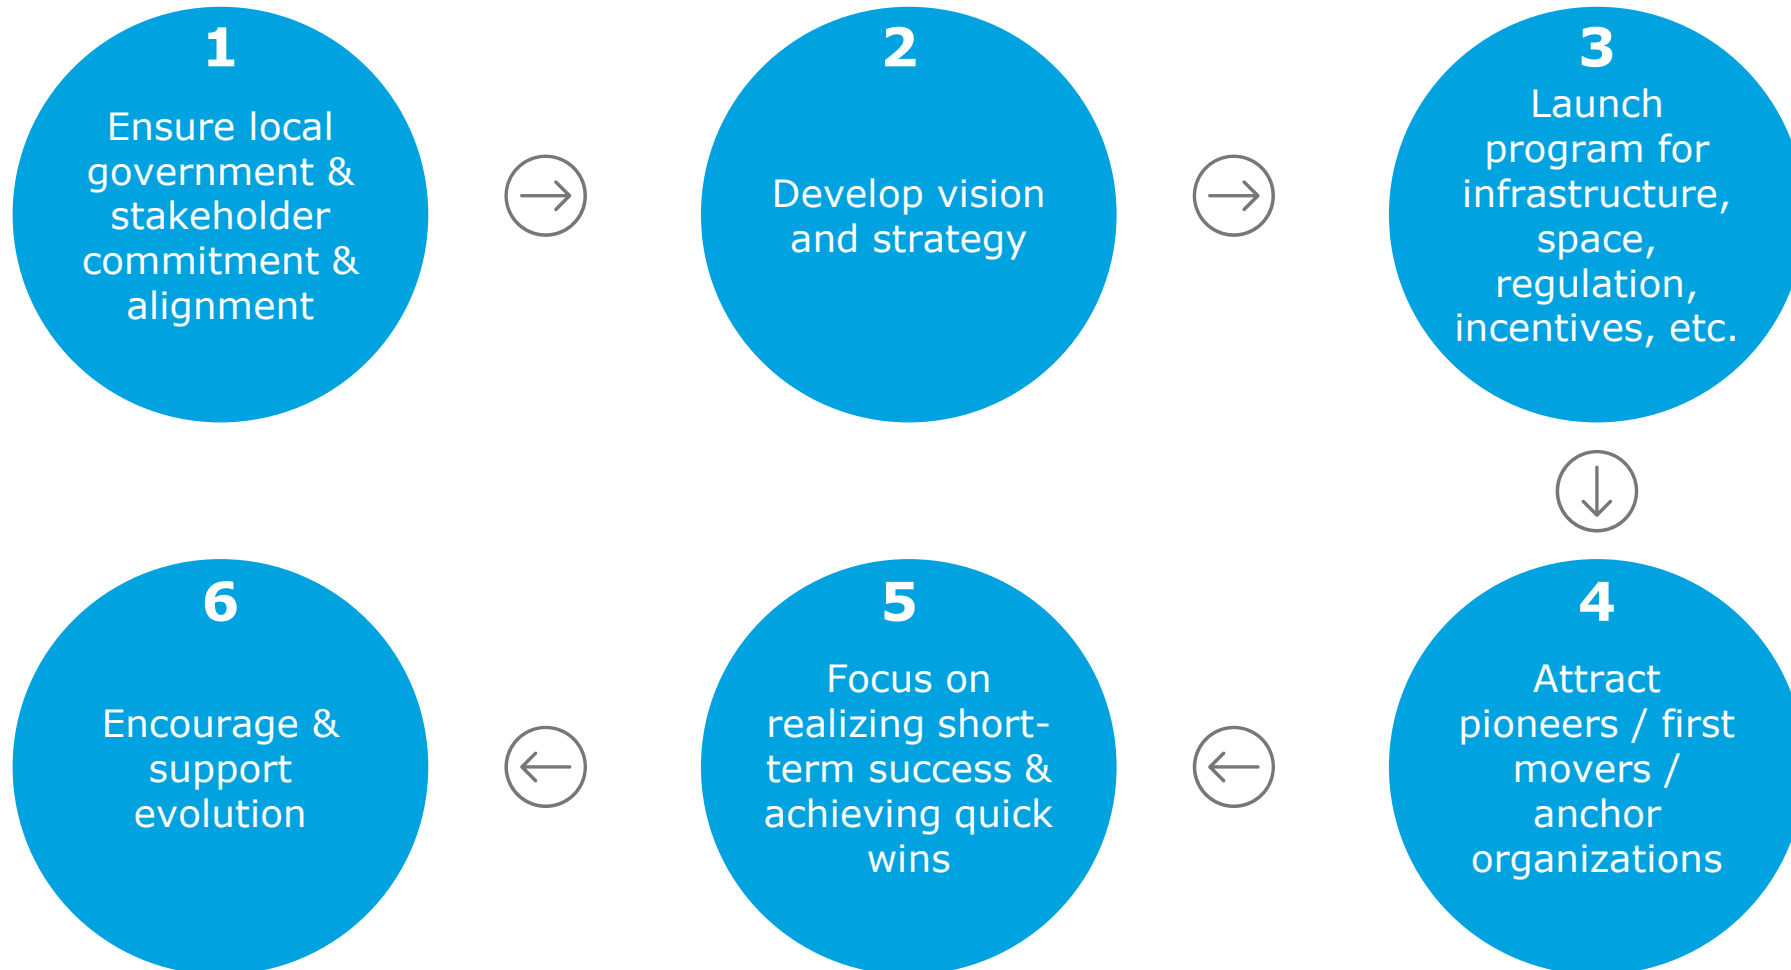 1
Ensure local
government &
stakeholder
commitment &
alignment
2
Develop vision
and strategy
3
Launch
program for
infrastructure,
space,
regulation,
incentives, etc.
4
Attract
pioneers / first
movers /
anchor
organizations
5
Focus on
realizing short-
term success &
achieving quick
wins
6
Encourage &
support
evolution